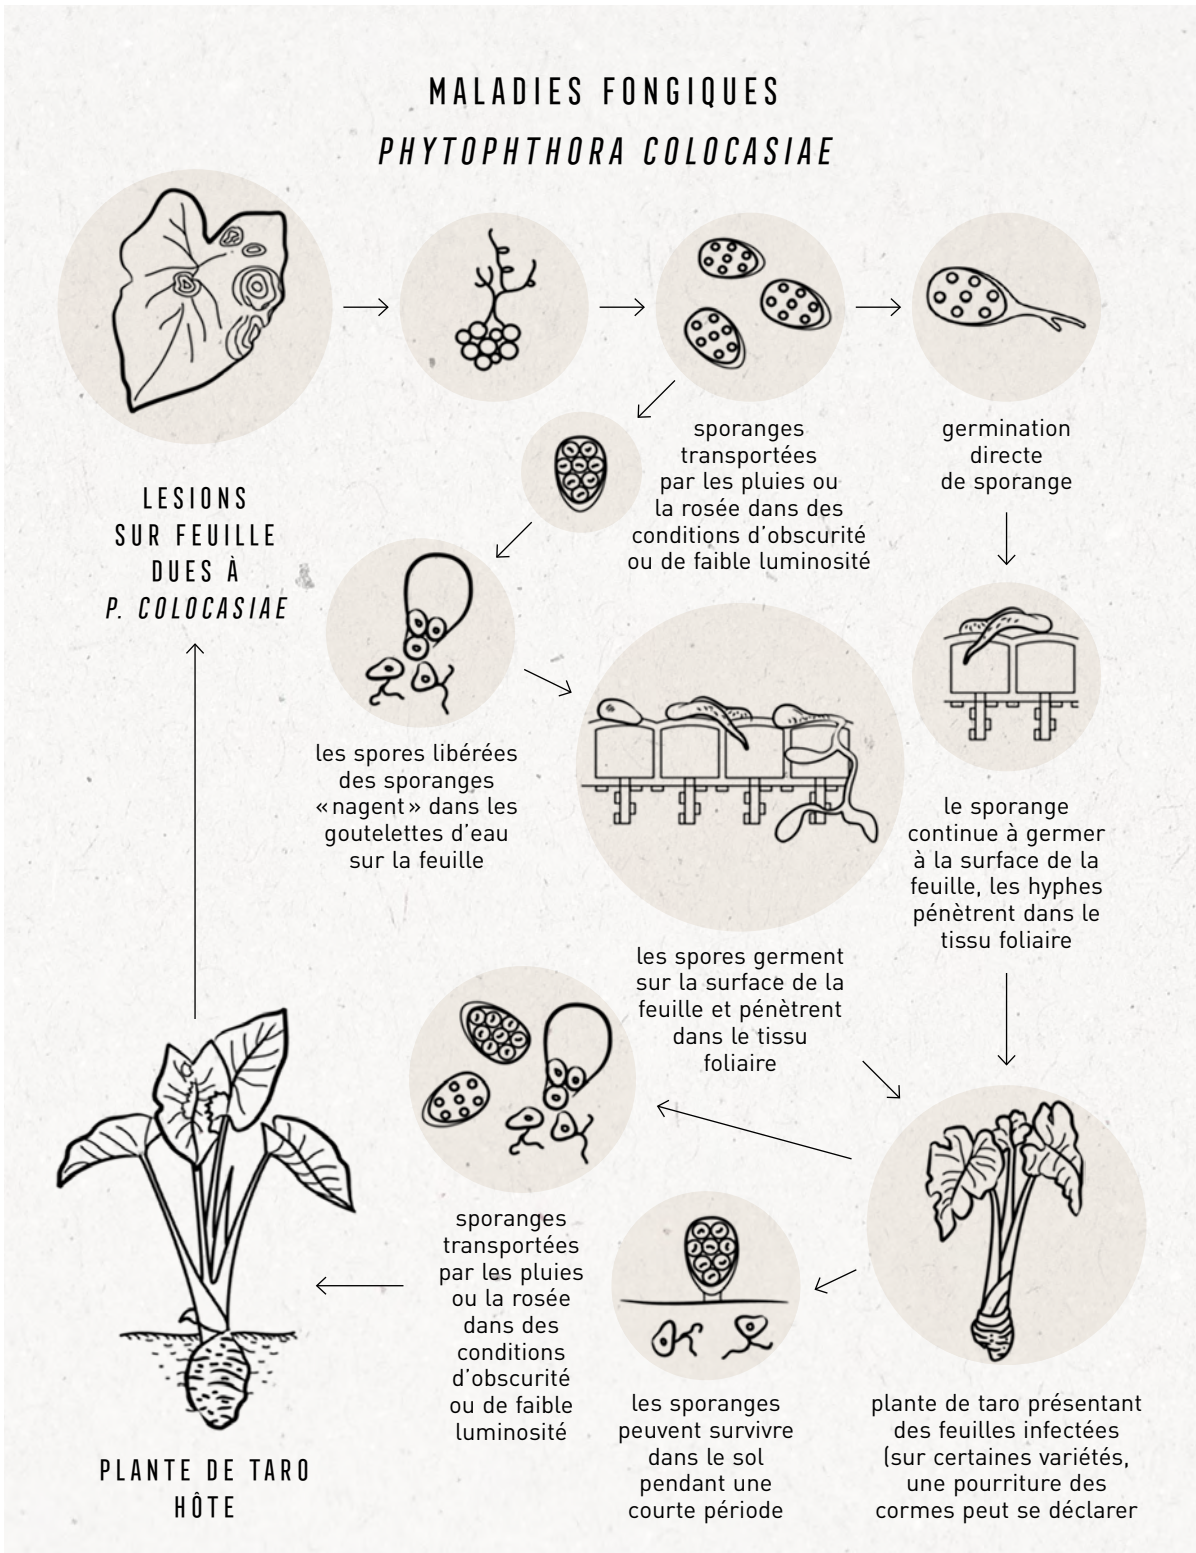 MALADIES FONGIQUES
PHYTOPHTHORA COLOCASIAE
LESIONS
SUR FEUILLE
DUES À
P. COLOCASIAE
sporanges
transportées
par les pluies ou
la rosée dans des
conditions d'obscurité
ou de faible luminosité
germination
directe
de sporange
les spores libérées
des sporanges
«nagent» dans les
goutelettes d'eau
sur la feuille
le sporange
continue à germer
à la surface de la
feuille, les hyphes
pénètrent dans le
tissu foliaire
les spores germent
sur la surface de la
feuille et pénètrent
dans le tissu
foliaire
sporanges
transportées
par les pluies
ou la rosée
dans des
conditions
d'obscurité
ou de faible
luminosité
les sporanges
peuvent survivre
dans le sol
pendant une
courte période
plante de taro présentant
des feuilles infectées
(sur certaines variétés,
une pourriture des
cormes peut se déclarer
PLANTE DE TARO
HÔTE